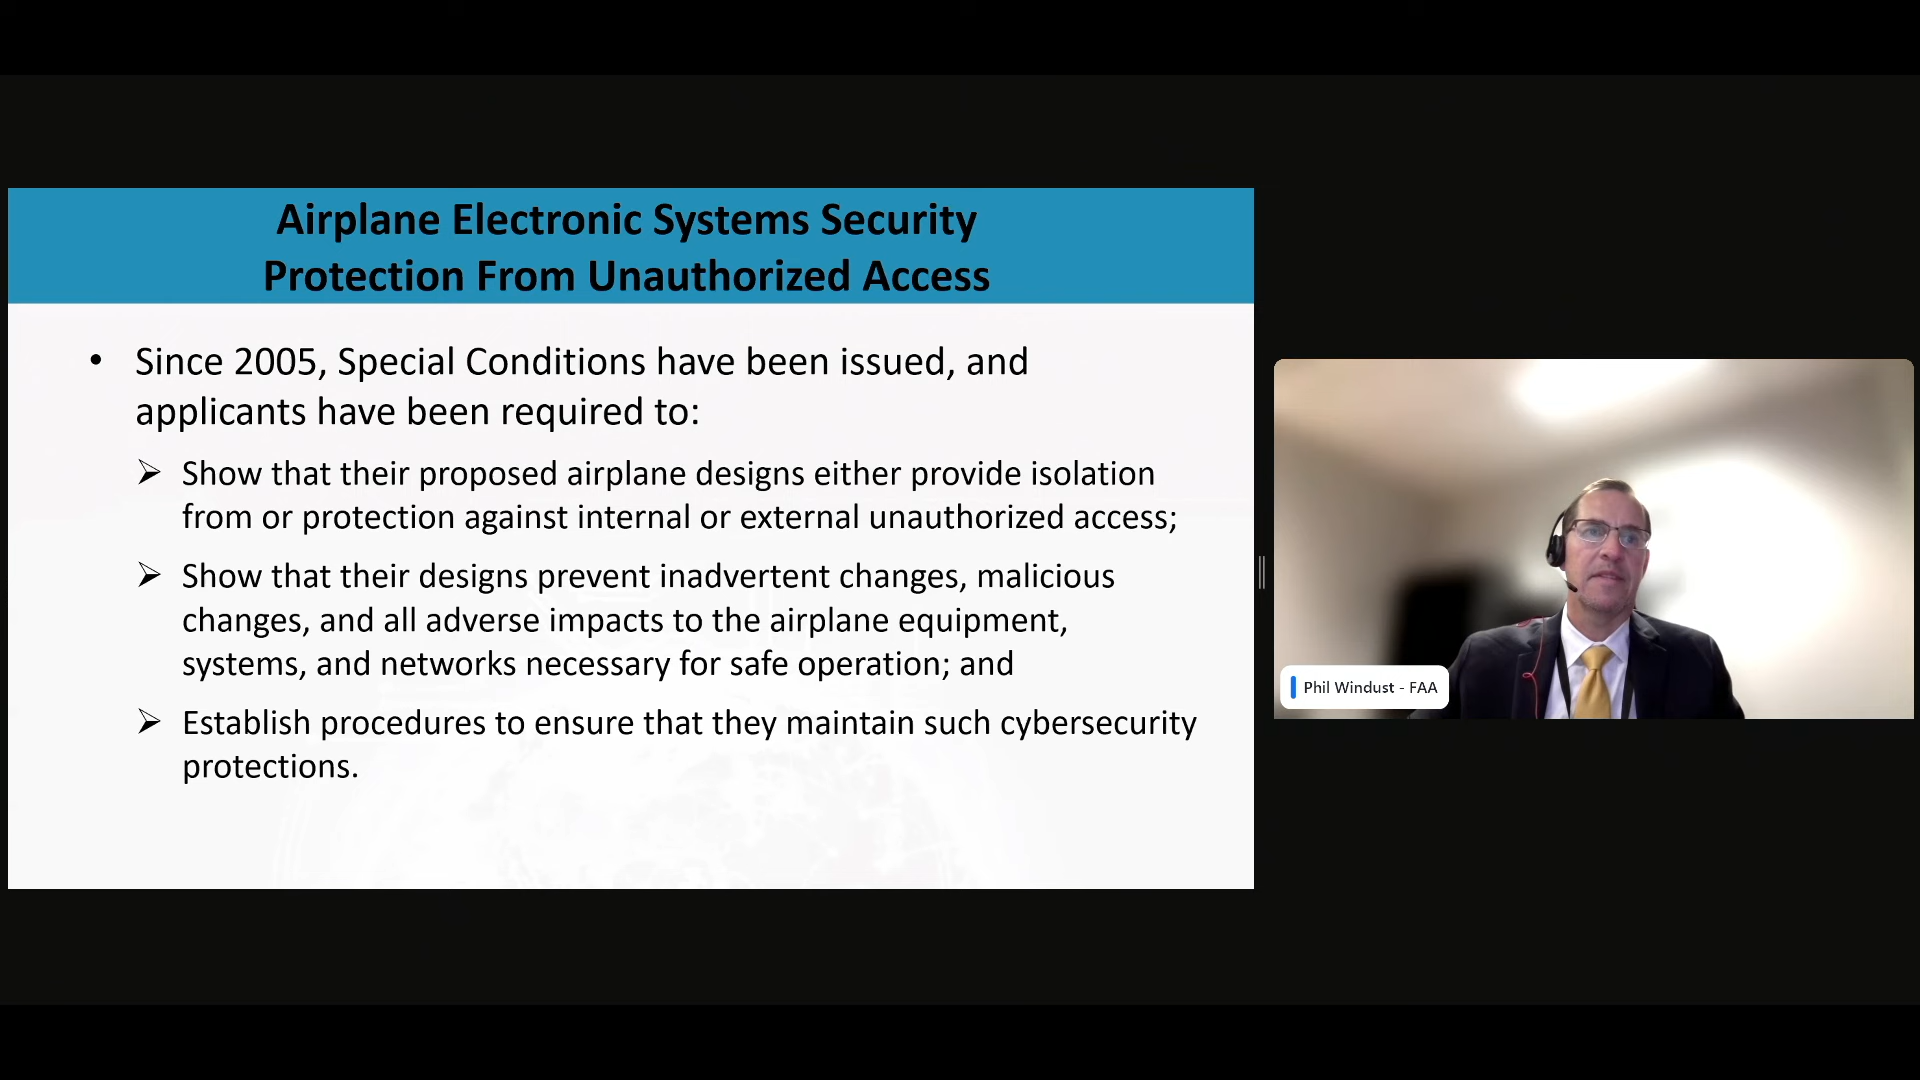 Airplane Electronic Systems Security
Protection From Unauthorized Access
• Since 2005, Special Conditions have been issued, and
applicants have been required to:
➢ Show that their proposed airplane designs either provide isolation
from or protection against internal or external unauthorized access;
➢ Show that their designs prevent inadvertent changes, malicious
changes, and all adverse impacts to the airplane equipment,
systems, and networks necessary for safe operation; and
➢ Establish procedures to ensure that they maintain such cybersecurity
protections.
Phil Windust - FAA